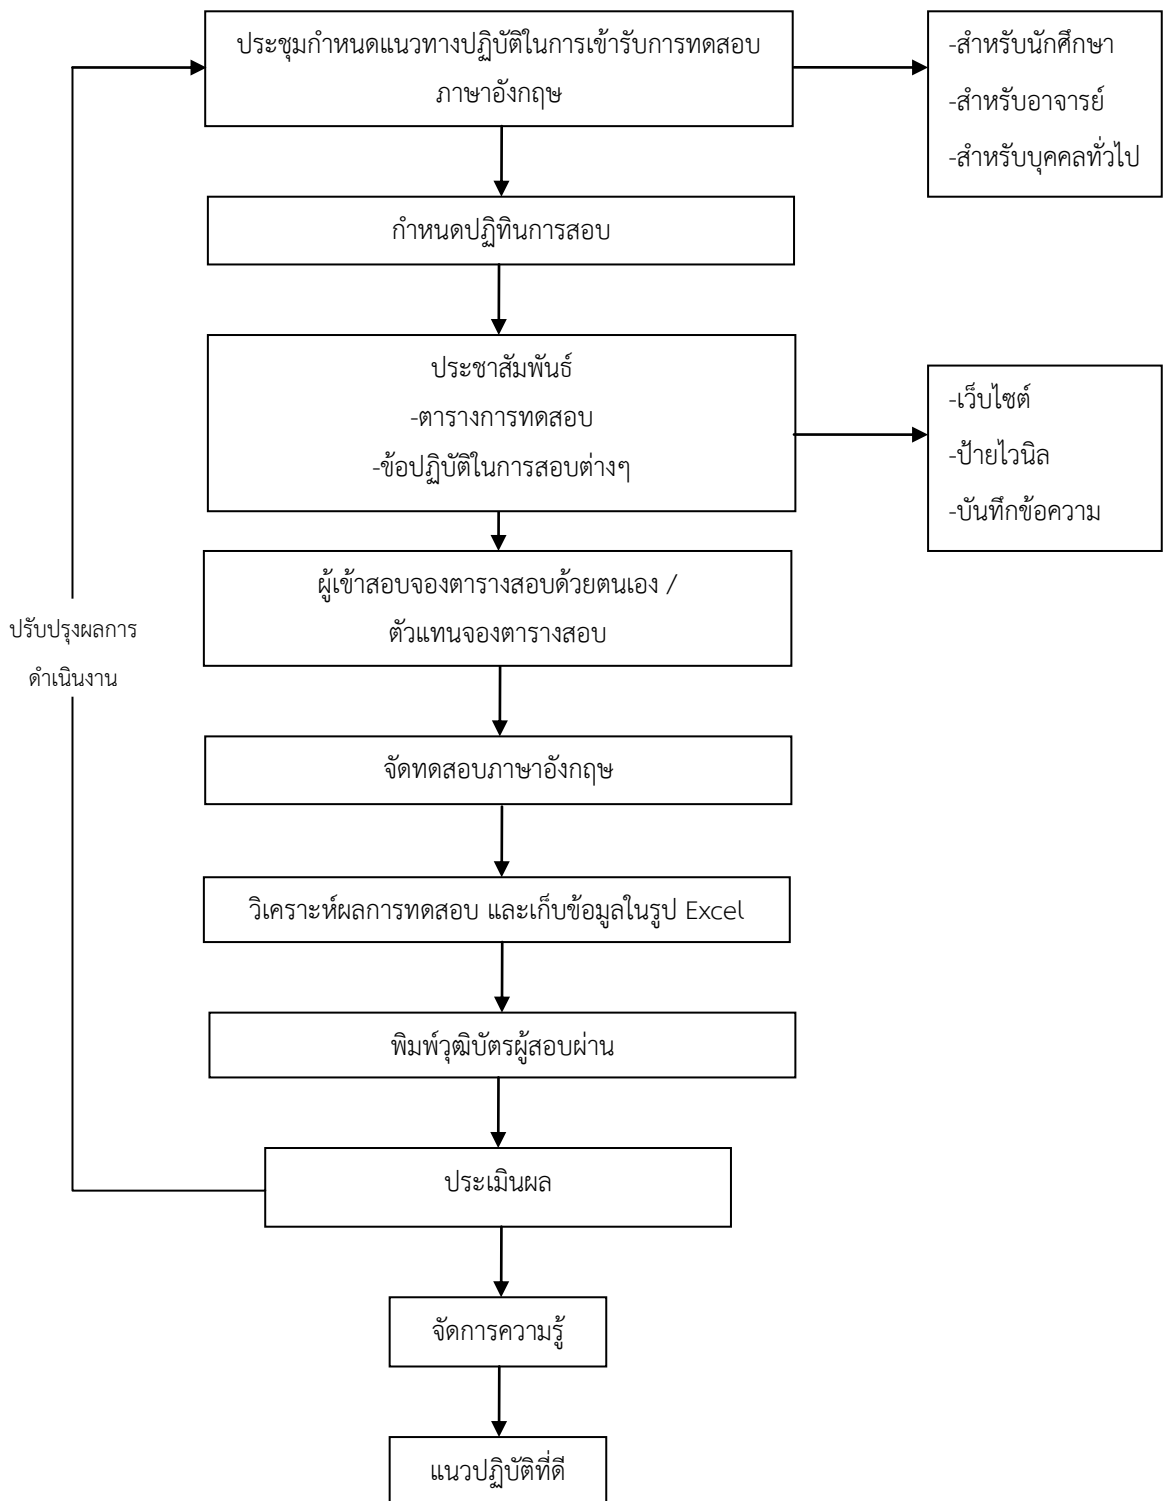 ประชุมกำหนดแนวทางปฏิบัติในการเข้ารับการทดสอบ
ภาษาอังกฤษ
-สำหรับนักศึกษา
-สำหรับอาจารย์
-สำหรับบุคคลทั่วไป
กำหนดปฏิทินการสอบ
ประชาสัมพันธ์
-ตารางการทดสอบ
-ข้อปฏิบัติในการสอบต่างๆ
-เว็บไซต์
-ป้ายไวนิล
-บันทึกข้อความ
ผู้เข้าสอบจองตารางสอบด้วยตนเอง /
ตัวแทนจองตารางสอบ
ปรับปรุงผลการ
ดำเนินงาน
จัดทดสอบภาษาอังกฤษ
วิเคราะห์ผลการทดสอบ และเก็บข้อมูลในรูป Excel
พิมพ์วุฒิบัตรผู้สอบผ่าน
ประเมินผล
จัดการความรู้
แนวปฏิบัติที่ดี